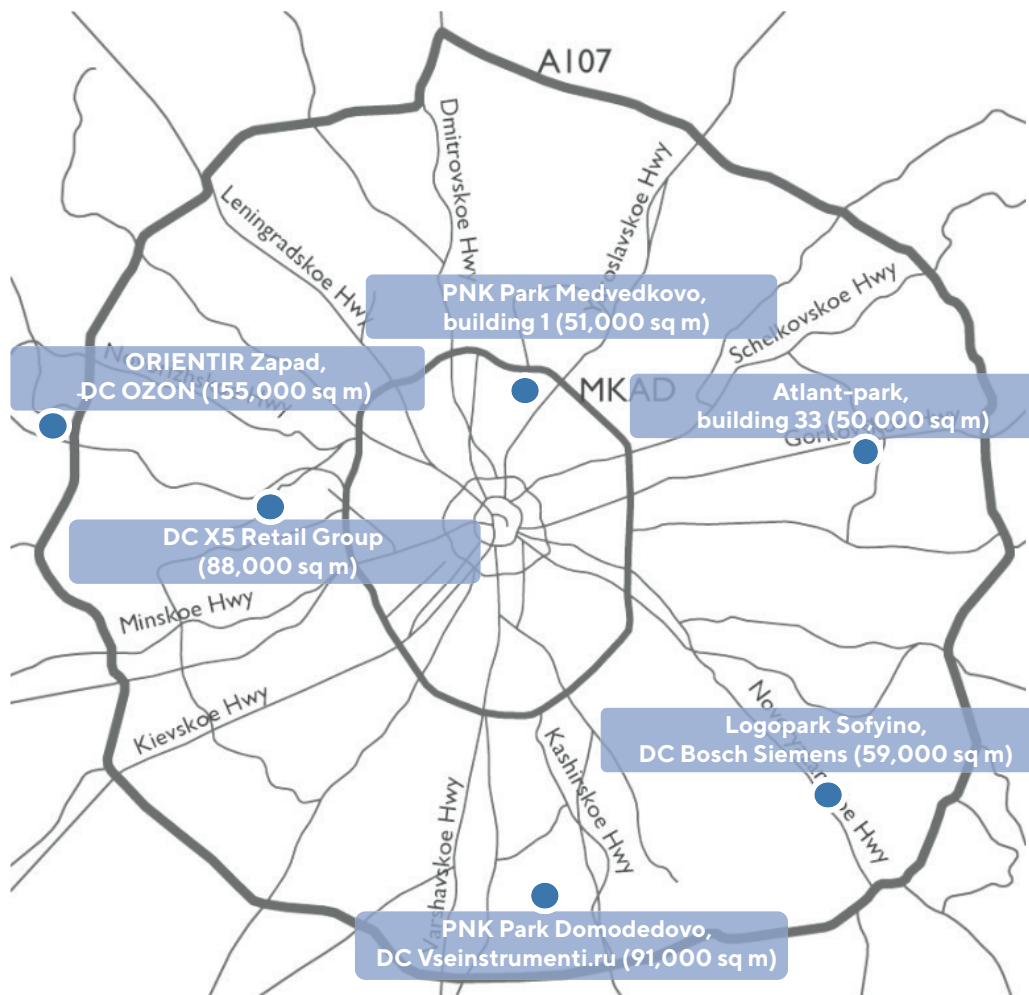 A107
Dmitrovskoe Hwy
Leningradskoe Hwy
Hwy
Schelkovskoe Hwy
PNK Park Medvedkovo,
building 1 (51,000 sq m)
ORIENTIR Zapad,
DC OZON (155,000 sq m)
MKAD
Atlant-park,
building 33 (50,000 sq m)
DC X5 Retail Group
(88,000 sq m)
Minskoe Hwy
Kievskoe Hwy
Logopark Sofyino,
DC Bosch Siemens (59,000 sq m)
Hwy
Kashirskoe Hwy
Varshavskoe Hwy
PNK Park Domodedovo,
DC Vseinstrumenti.ru (91,000 sq m)